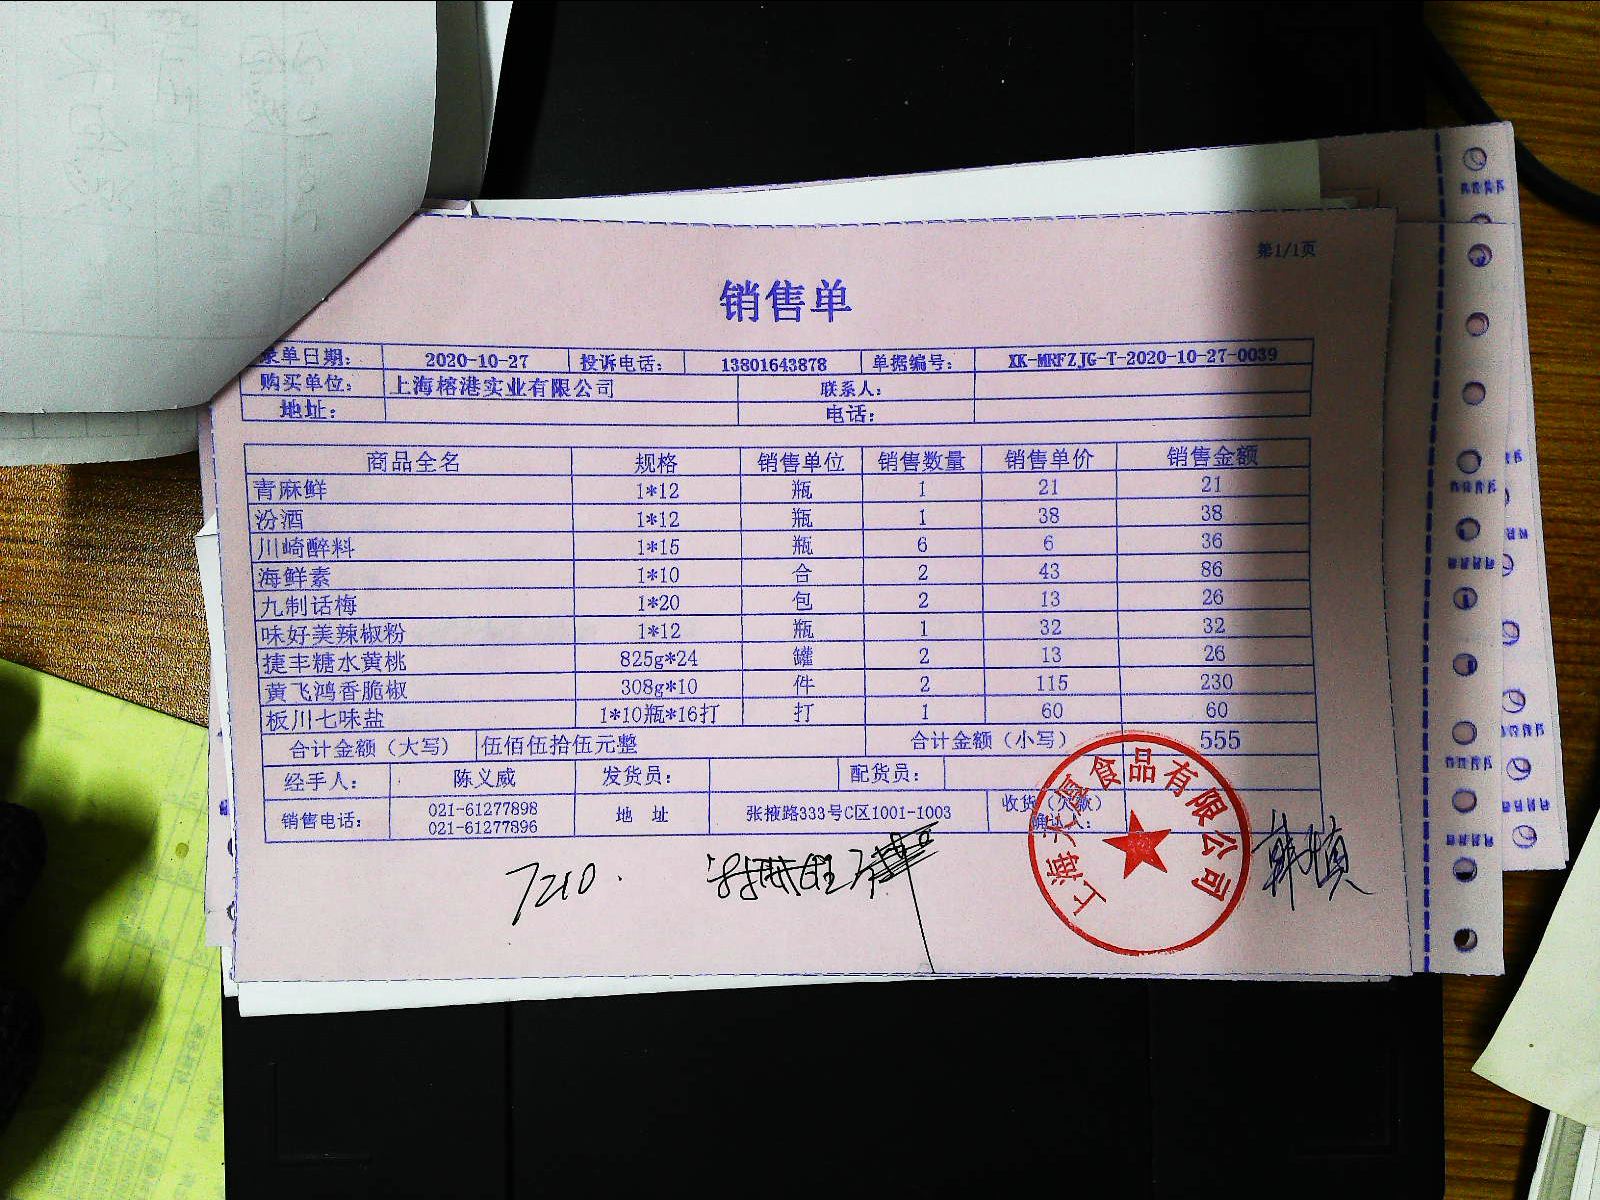 第1/1页
销售单
录单日期： 2020-10-27 投诉电话： 13801643878 单据编号： XK-MRFZJG-T-2020-10-27-0039
购买单位： 上海榕港实业有限公司 联系人：
地址： 电话：
商品全名 规格 销售单位 销售数量 销售单价 销售金额
青麻鲜 1*12 瓶 1 21 21
汾酒 1*12 瓶 1 38 38
川崎醉料 1*15 瓶 6 6 36
海鲜素 1*10 合 2 43 86
九制话梅 1*20 包 2 13 26
味好美辣椒粉 1*12 瓶 1 32 32
捷丰糖水黄桃 825g*24 罐 2 13 26
黄飞鸿香脆椒 308g*10 件 2 115 230
板川七味盐 1*10瓶*16打 打 1 60 60
合计金额（大写） 伍佰伍拾伍元整 合计金额（小写） 555
经手人： 陈义威 发货员： 配货员：
销售电话： 021-61277898 地 址 张掖路333号C区1001-1003 收货（欠款）
021-61277896 确认人：
7210.